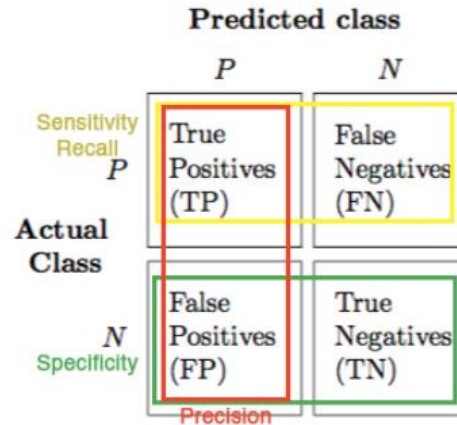 Predicted class
P N
Sensitivity
Recall
P
True
Positives
(TP)
False
Negatives
(FN)
Actual
Class
N
Specificity
False
Positives
(FP)
True
Negatives
(TN)
Precision